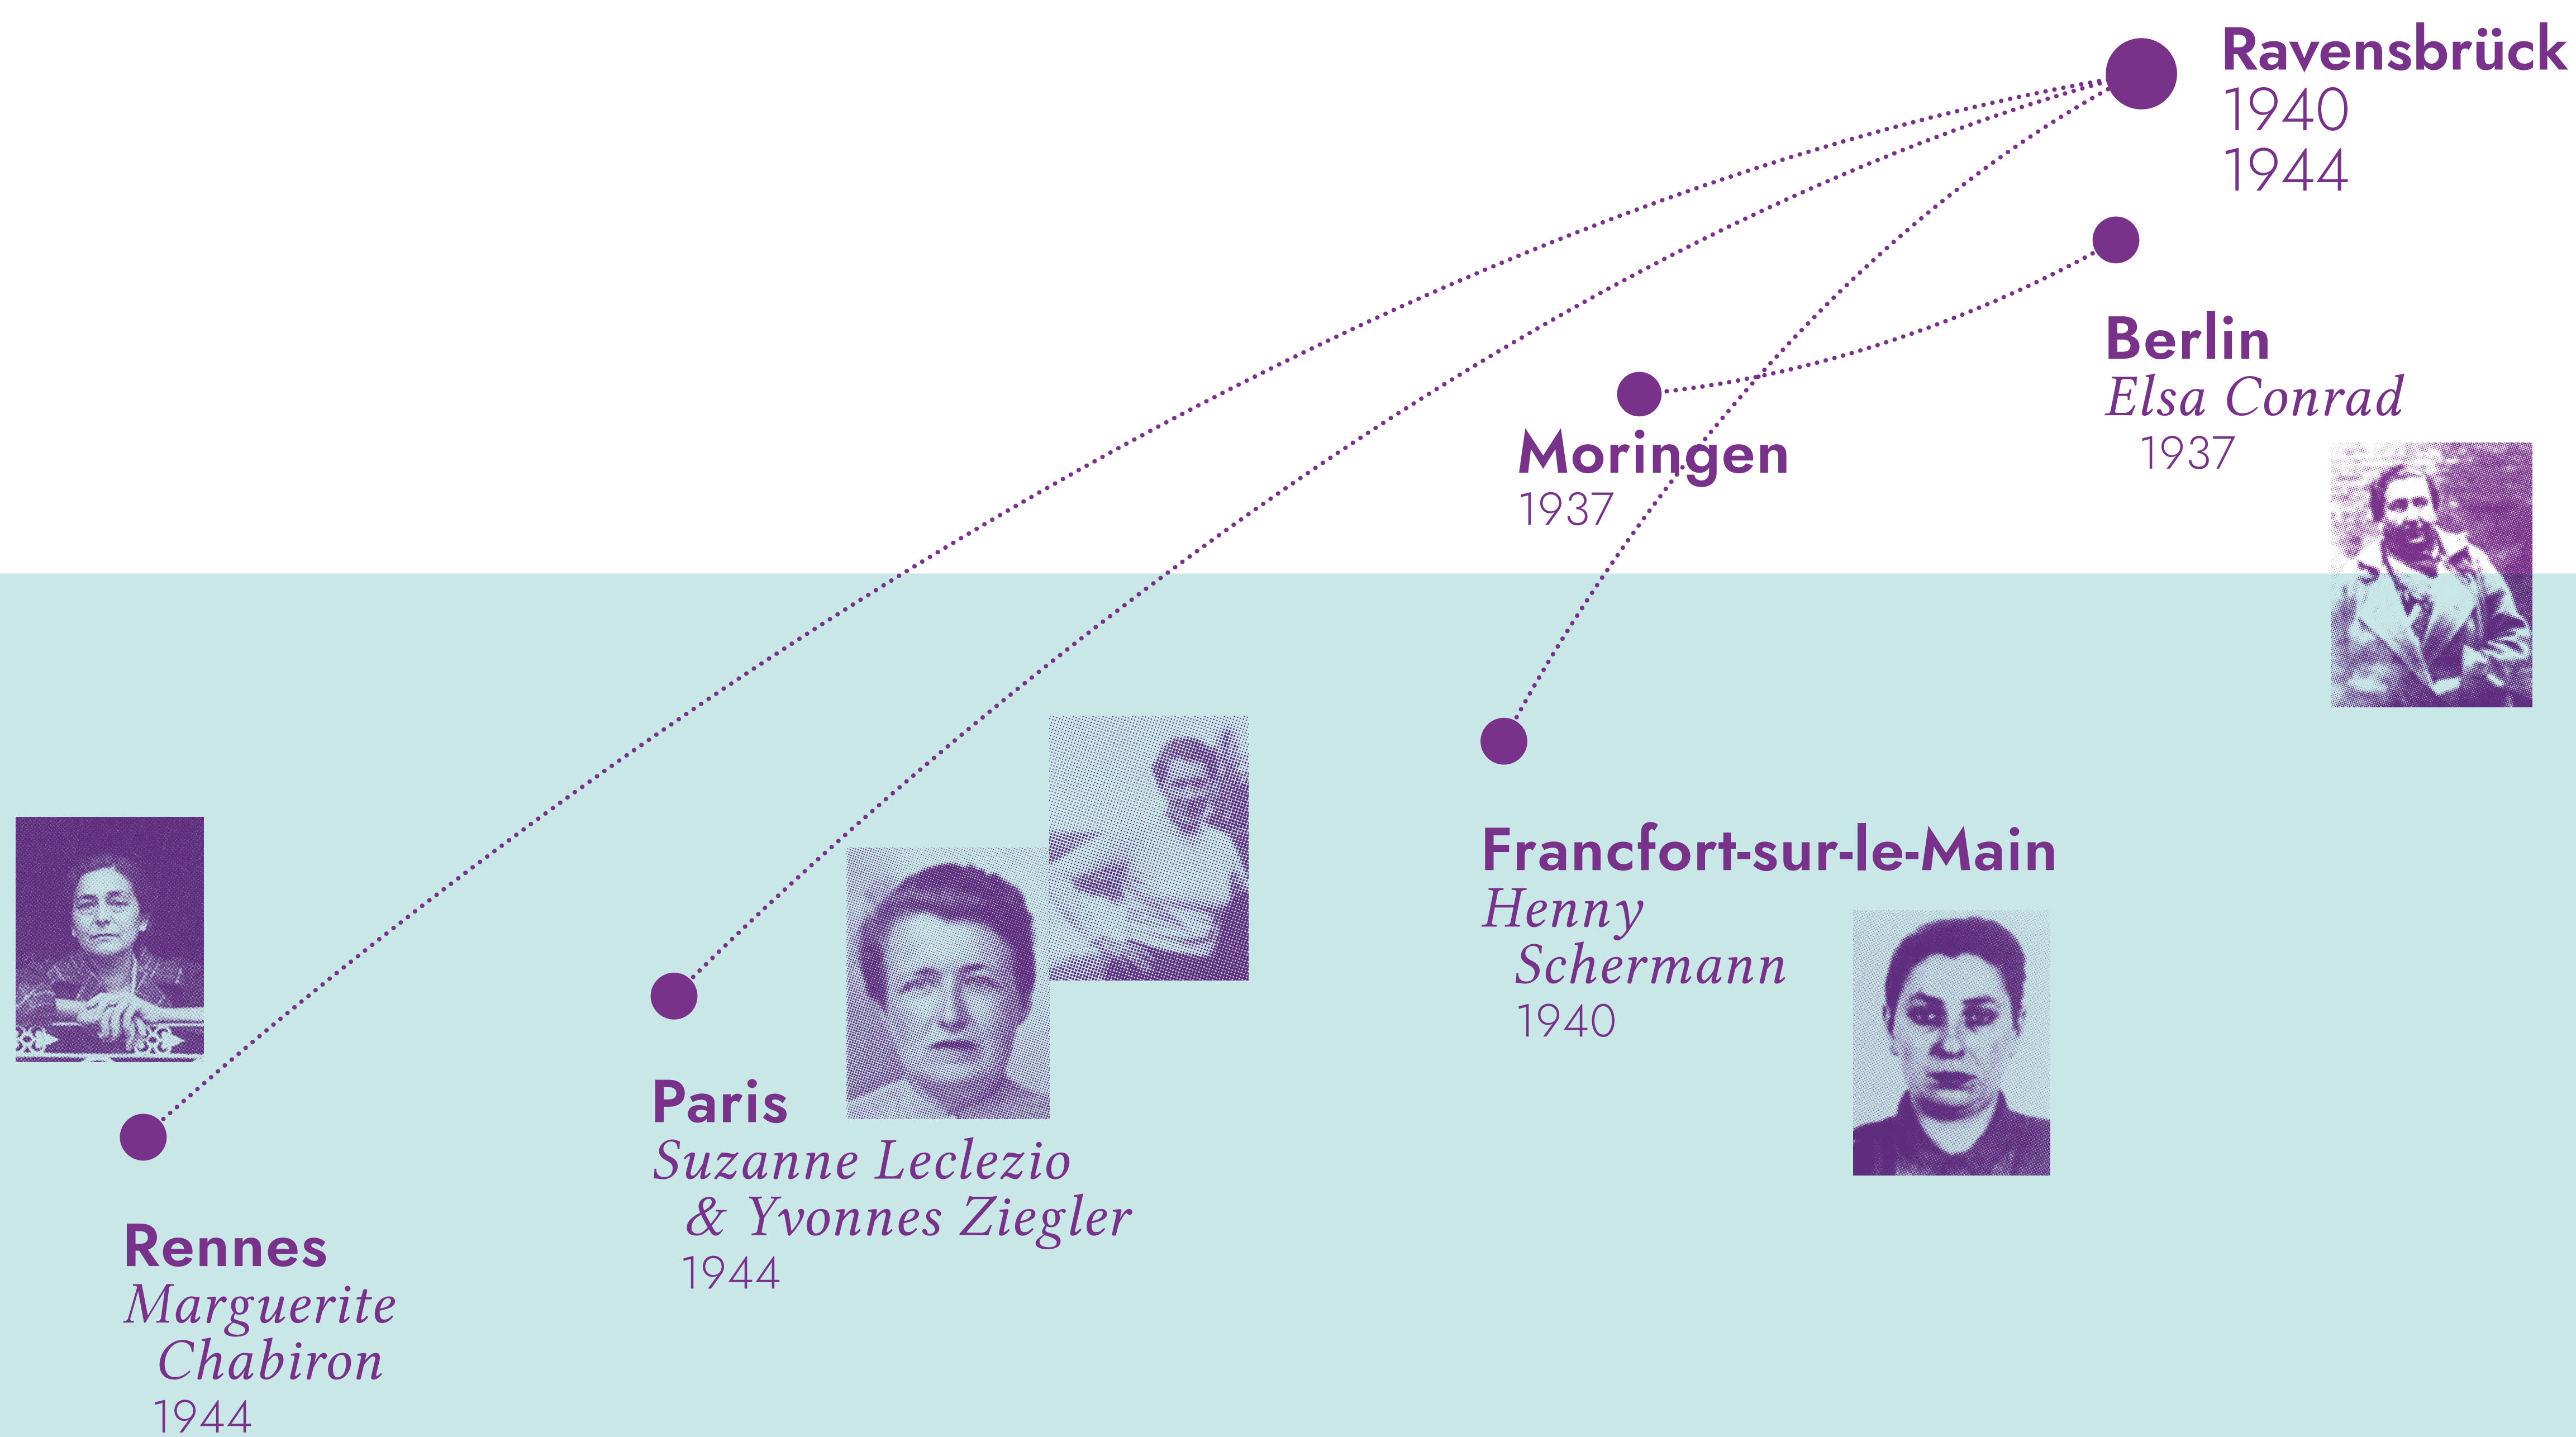 Ravensbrück
1940
1944
Berlin
Elsa Conrad
1937
Moringen
1937
Francfort-sur-le-Main
Henny
Schermann
1940
Paris
Suzanne Leclezio
& Yvonnes Ziegler
1944
Rennes
Marguerite
Chabiron
1944